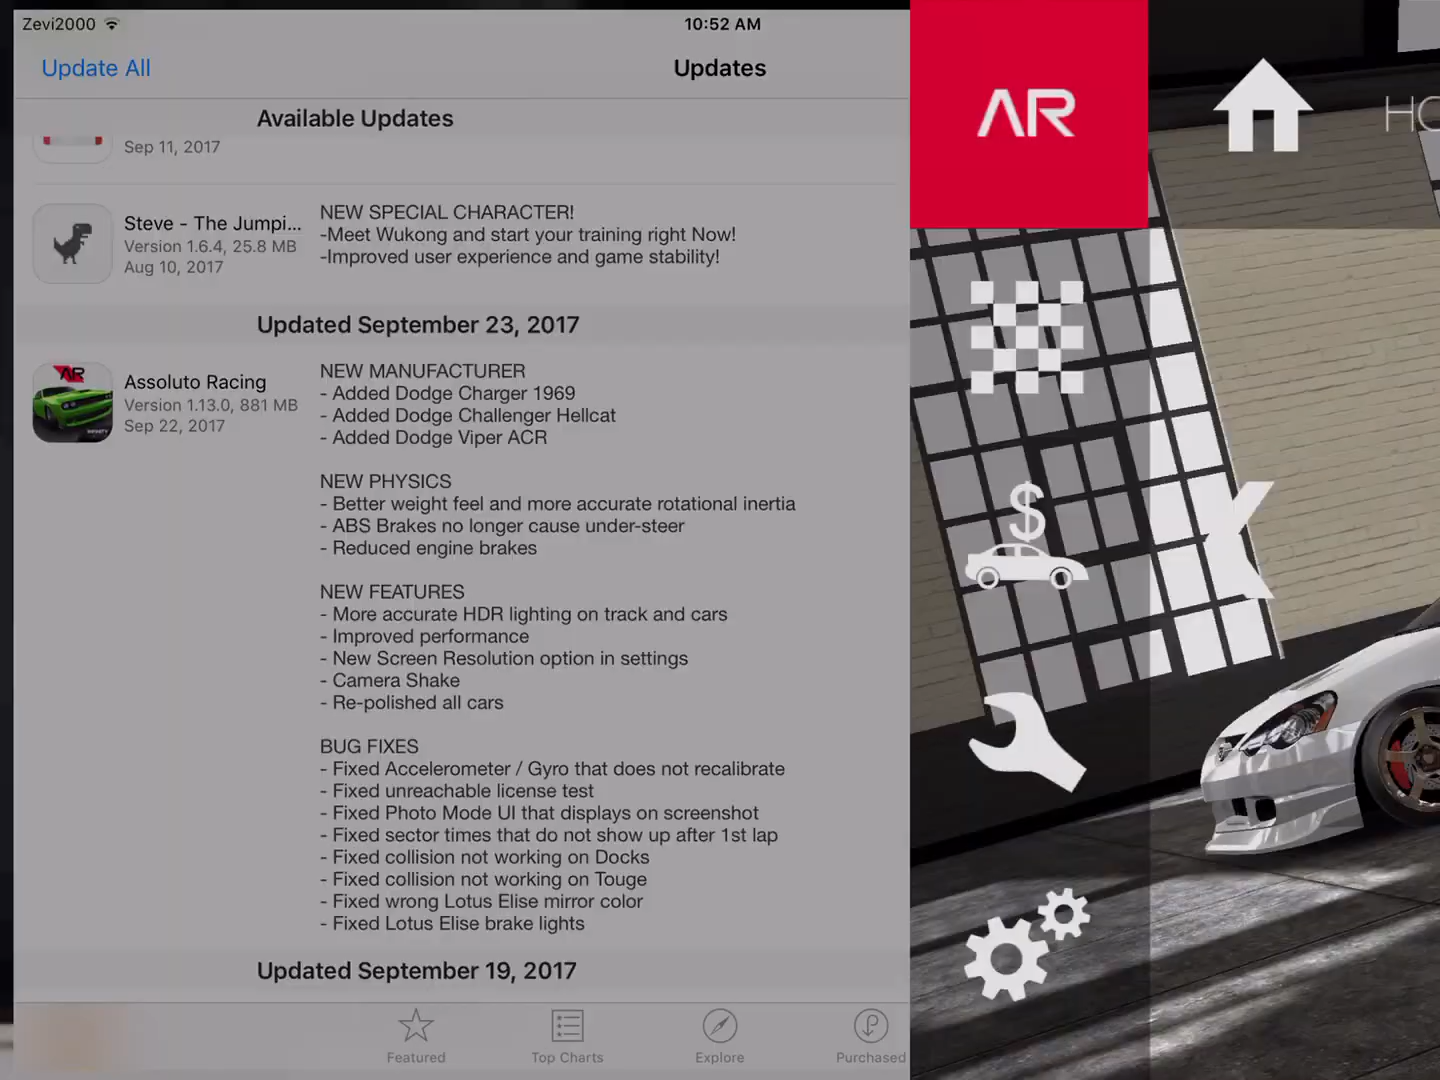 Zevi2000
10:52 AM
Update All
Updates
Available Updates
Sep 11, 2017
Steve - The Jumpi...
Version 1.6.4, 25.8 MB
Aug 10, 2017
NEW SPECIAL CHARACTER!
-Meet Wukong and start your training right Now!
-Improved user experience and game stability!
Updated September 23, 2017
AR
Assoluto Racing
Version 1.13.0, 881 MB
Sep 22, 2017
NEW MANUFACTURER
- Added Dodge Charger 1969
- Added Dodge Challenger Hellcat
- Added Dodge Viper ACR
NEW PHYSICS
- Better weight feel and more accurate rotational inertia
- ABS Brakes no longer cause under-steer
- Reduced engine brakes
NEW FEATURES
- More accurate HDR lighting on track and cars
- Improved performance
- New Screen Resolution option in settings
- Camera Shake
- Re-polished all cars
BUG FIXES
- Fixed Accelerometer / Gyro that does not recalibrate
- Fixed unreachable license test
- Fixed Photo Mode UI that displays on screenshot
- Fixed sector times that do not show up after 1st lap
- Fixed collision not working on Docks
- Fixed collision not working on Touge
- Fixed wrong Lotus Elise mirror color
- Fixed Lotus Elise brake lights
Updated September 19, 2017
Featured
Top Charts
Explore
Purchased
AR
HO
$